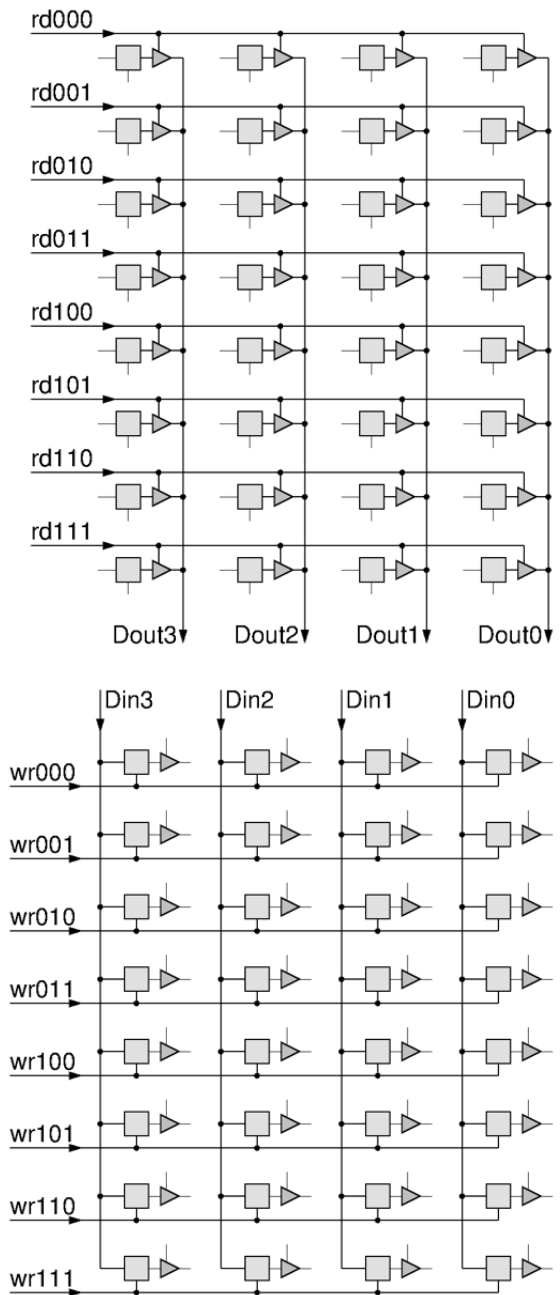 rd000
rd001
rd010
rd011
rd100
rd101
rd110
rd111
Dout3 Dout2 Dout1 Dout0
Din3 Din2 Din1 Din0
wr000
wr001
wr010
wr011
wr100
wr101
wr110
wr111